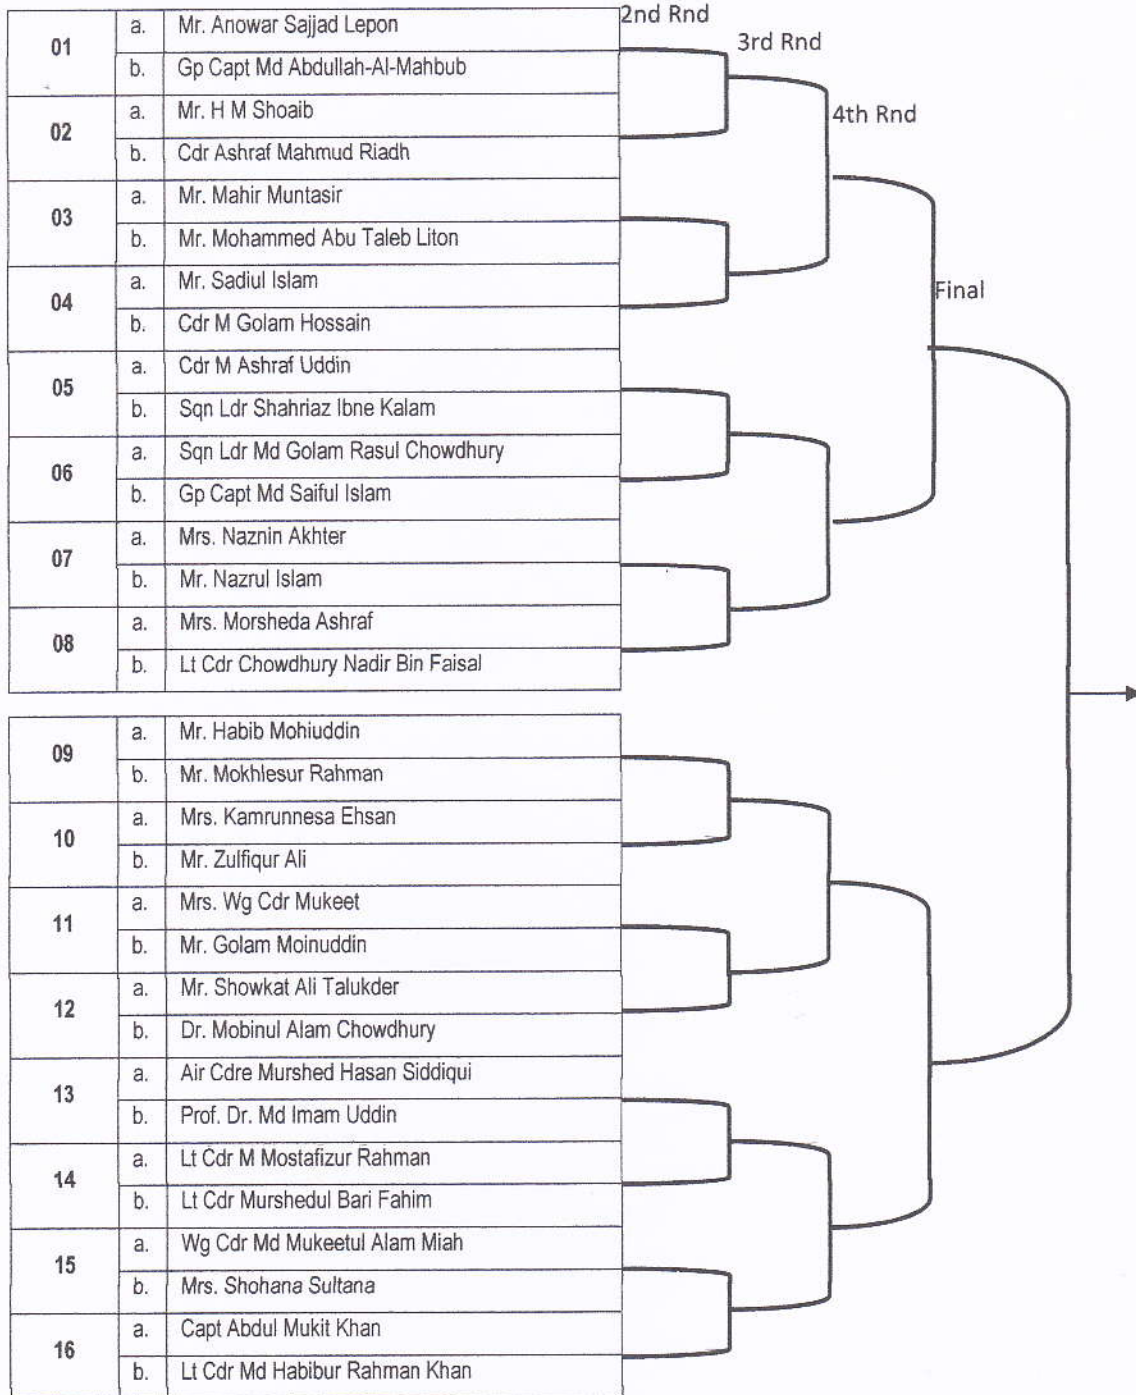 2nd Rnd
3rd Rnd
4th Rnd
Final
01
a. Mr. Anowar Sajjad Lepon
b. Gp Capt Md Abdullah-Al-Mahbub
02
a. Mr. H M Shoaib
b. Cdr Ashraf Mahmud Riadh
03
a. Mr. Mahir Muntasir
b. Mr. Mohammed Abu Taleb Liton
04
a. Mr. Sadiul Islam
b. Cdr M Golam Hossain
05
a. Cdr M Ashraf Uddin
b. Sqn Ldr Shahriaz Ibne Kalam
06
a. Sqn Ldr Md Golam Rasul Chowdhury
b. Gp Capt Md Saiful Islam
07
a. Mrs. Naznin Akhter
b. Mr. Nazrul Islam
08
a. Mrs. Morsheda Ashraf
b. Lt Cdr Chowdhury Nadir Bin Faisal
09
a. Mr. Habib Mohiuddin
b. Mr. Mokhlesur Rahman
10
a. Mrs. Kamrunnesa Ehsan
b. Mr. Zulfiqur Ali
11
a. Mrs. Wg Cdr Mukeet
b. Mr. Golam Moinuddin
12
a. Mr. Showkat Ali Talukder
b. Dr. Mobinul Alam Chowdhury
13
a. Air Cdre Murshed Hasan Siddiqui
b. Prof. Dr. Md Imam Uddin
14
a. Lt Cdr M Mostafizur Rahman
b. Lt Cdr Murshedul Bari Fahim
15
a. Wg Cdr Md Mukeetul Alam Miah
b. Mrs. Shohana Sultana
16
a. Capt Abdul Mukit Khan
b. Lt Cdr Md Habibur Rahman Khan